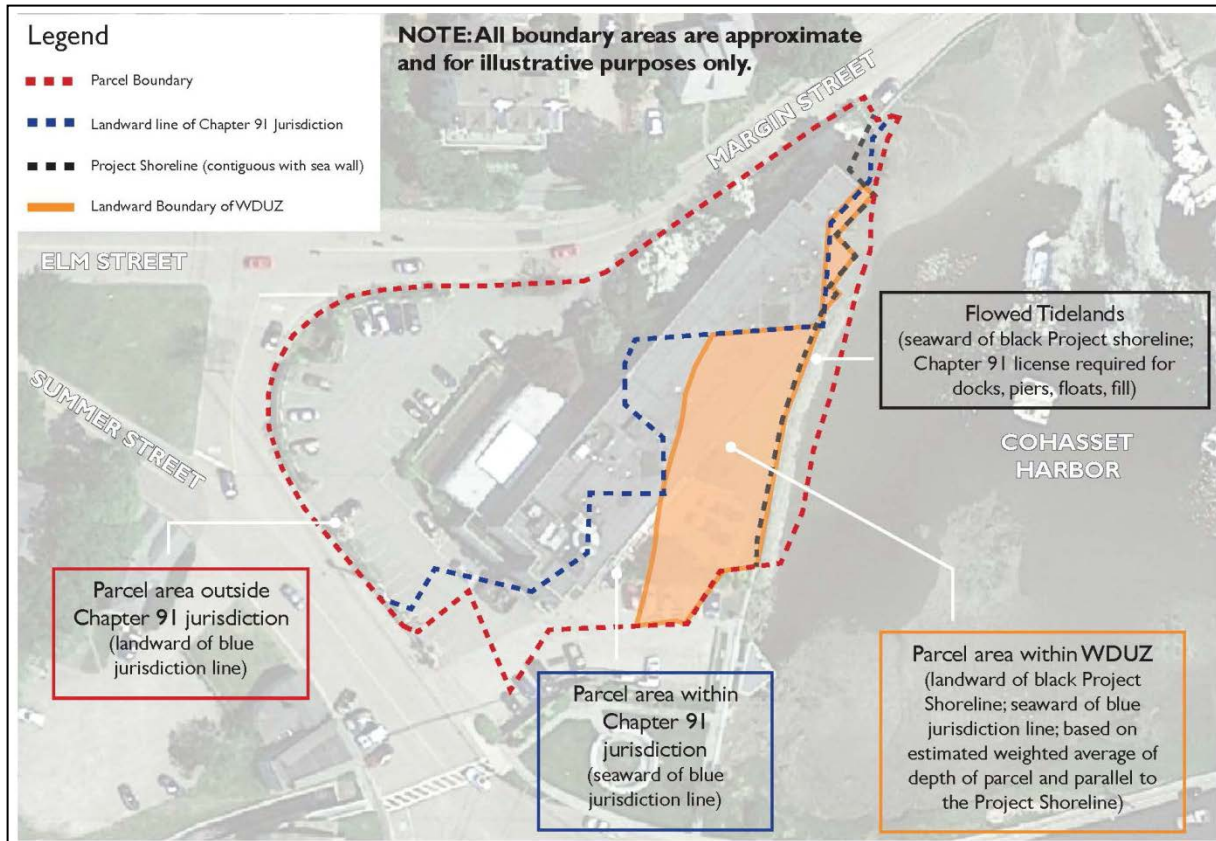 Legend
Parcel Boundary
Landward line of Chapter 91 Jurisdiction
Project Shoreline (contiguous with sea wall)
Landward Boundary of WDUZ
NOTE: All boundary areas are approximate
and for illustrative purposes only.
MARGIN STREET
ELM STREET
SUMMER STREET
Flowed Tidelands
(seaward of black Project shoreline;
Chapter 91 license required for
docks, piers, floats, fill)
COHASSET
HARBOR
Parcel area outside
Chapter 91 jurisdiction
(landward of blue
jurisdiction line)
Parcel area within
Chapter 91
jurisdiction
(seaward of blue
jurisdiction line)
Parcel area within WDUZ
(landward of black Project
Shoreline; seaward of blue
jurisdiction line; based on
estimated weighted average of
depth of parcel and parallel to
the Project Shoreline)